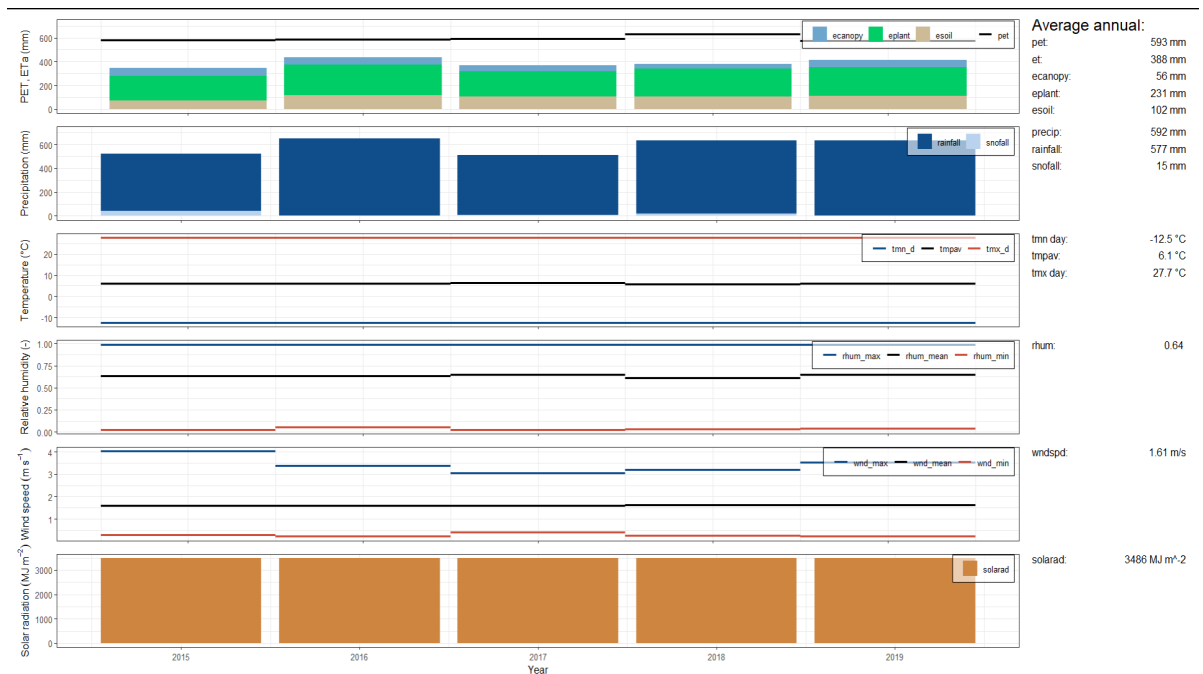 Average annual:
pet: 593 mm
et: 388 mm
ecanopy: 56 mm
eplant: 231 mm
esoil: 102 mm
precip: 592 mm
rainfall: 577 mm
snofall: 15 mm
tmn day: -12.5 °C
tmpav: 6.1 °C
tmx day: 27.7 °C
rhum: 0.64
wndspd: 1.61 m/s
solarad: 3486 MJ m^-2
PET, ETa (mm)
600
400
200
0
ecanopy eplant esoil pet
Precipitation (mm)
600
400
200
0
rainfall snofall
Temperature (°C)
20
10
0
-10
tmn_d tmpav tmx_d
Relative humidity (-)
1.00
0.75
0.50
0.25
0.00
rhum_max rhum_mean rhum_min
Wind speed (m s⁻¹)
4
3
2
1
wnd_max wnd_mean wnd_min
Solar radiation (MJ m⁻²)
3000
2000
1000
0
solarad
2015 2016 2017 2018 2019
Year